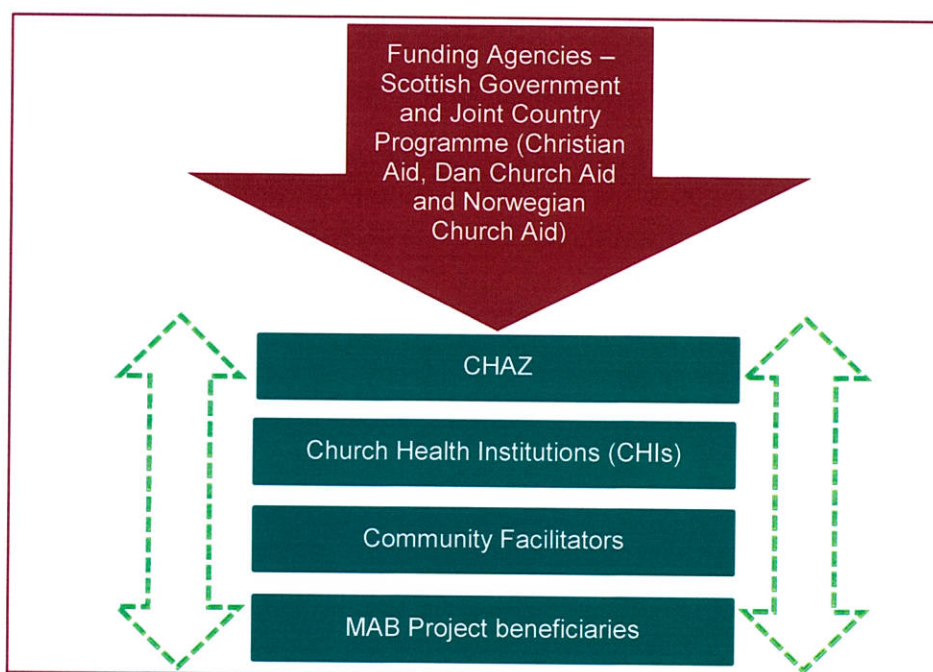 Funding Agencies –
Scottish Government
and Joint Country
Programme (Christian
Aid, Dan Church Aid
and Norwegian
Church Aid)
CHAZ
Church Health Institutions (CHIs)
Community Facilitators
MAB Project beneficiaries